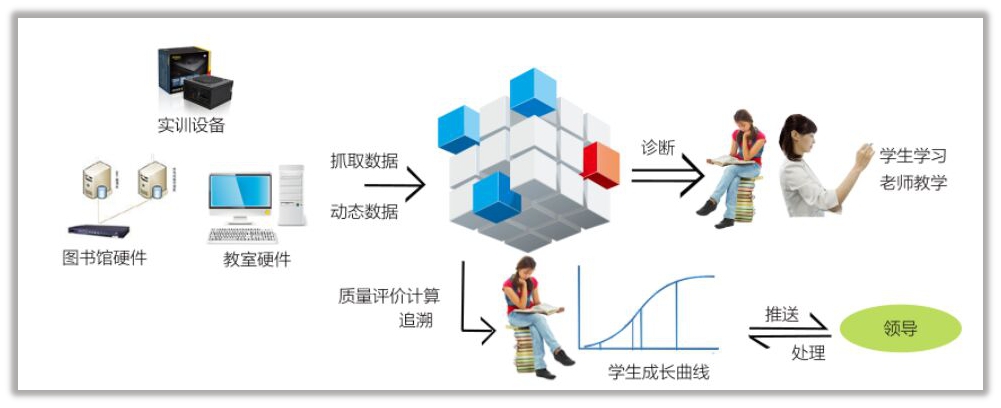 实训设备
图书馆硬件
教室硬件
抓取数据
动态数据
诊断
学生学习
老师教学
质量评价计算
追溯
学生成长曲线
推送
处理
领导